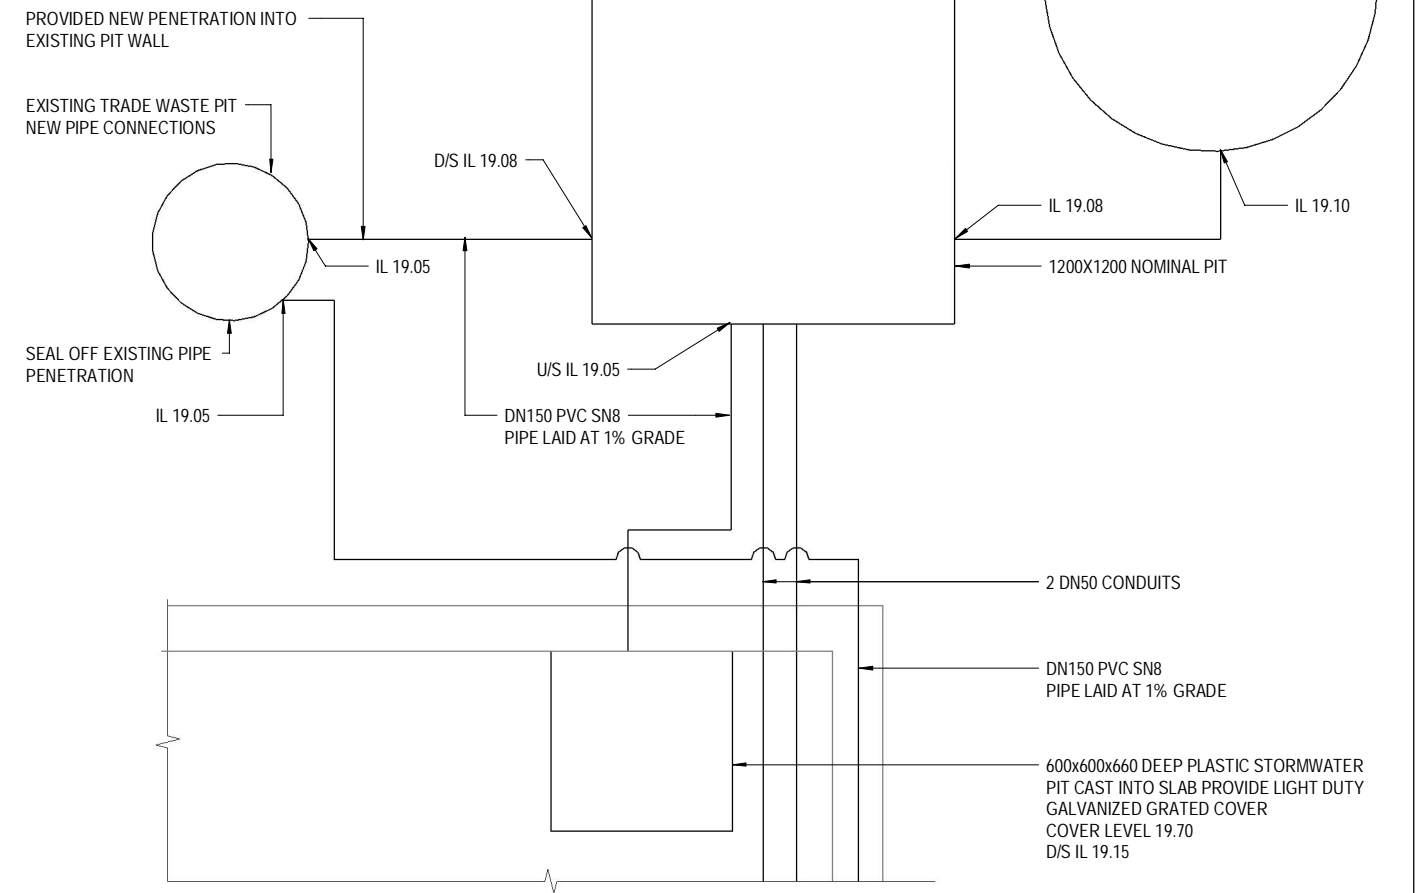 PROVIDED NEW PENETRATION INTO
EXISTING PIT WALL
EXISTING TRADE WASTE PIT
NEW PIPE CONNECTIONS
D/S IL 19.08
IL 19.08
IL 19.10
IL 19.05
1200X1200 NOMINAL PIT
SEAL OFF EXISTING PIPE
PENETRATION
U/S IL 19.05
IL 19.05
DN150 PVC SN8
PIPE LAID AT 1% GRADE
2 DN50 CONDUITS
DN150 PVC SN8
PIPE LAID AT 1% GRADE
600x600x660 DEEP PLASTIC STORMWATER
PIT CAST INTO SLAB PROVIDE LIGHT DUTY
GALVANIZED GRATED COVER
COVER LEVEL 19.70
D/S IL 19.15